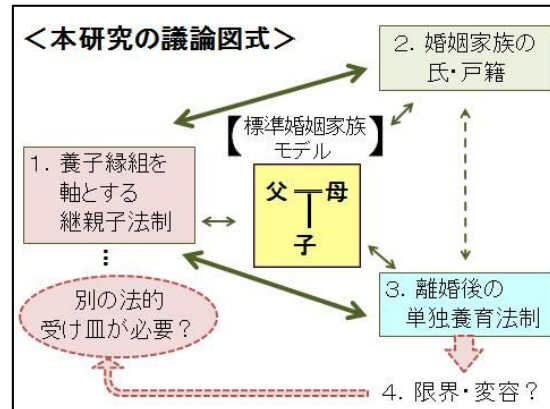 ＜本研究の議論図式＞
2. 婚姻家族の
氏・戸籍
【標準婚姻家族
モデル】
1. 養子縁組を
軸とする
継親子法制
父 母
子
別の法的
受け皿が必要？
3. 離婚後の
単独養育法制
4. 限界・変容？